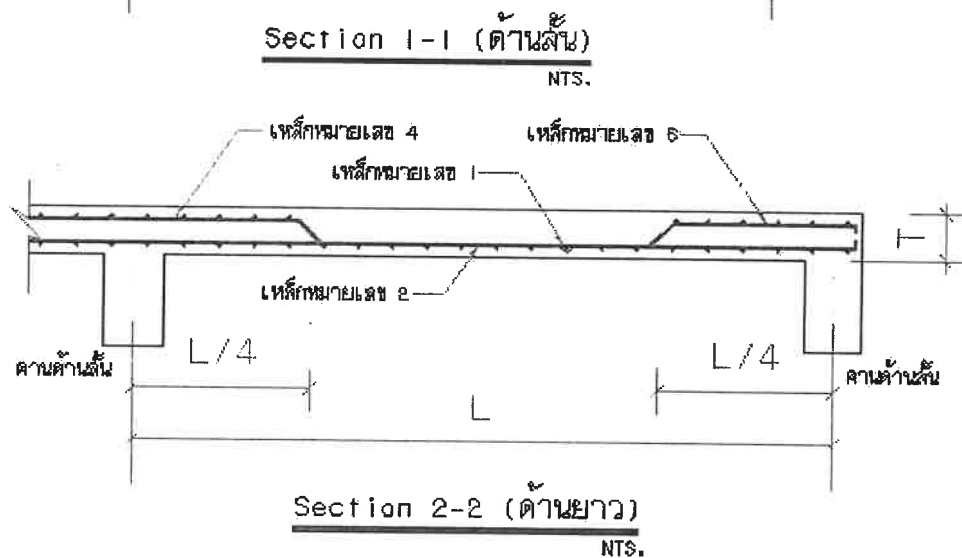 Section 1-1 (ด้านสั้น)
NTS.
เหล็กหมายเลข 4
เหล็กหมายเลข 6
เหล็กหมายเลข 1
T
เหล็กหมายเลข 2
คานด้านสั้น
L/4
L/4
คานด้านสั้น
L
Section 2-2 (ด้านยาว)
NTS.